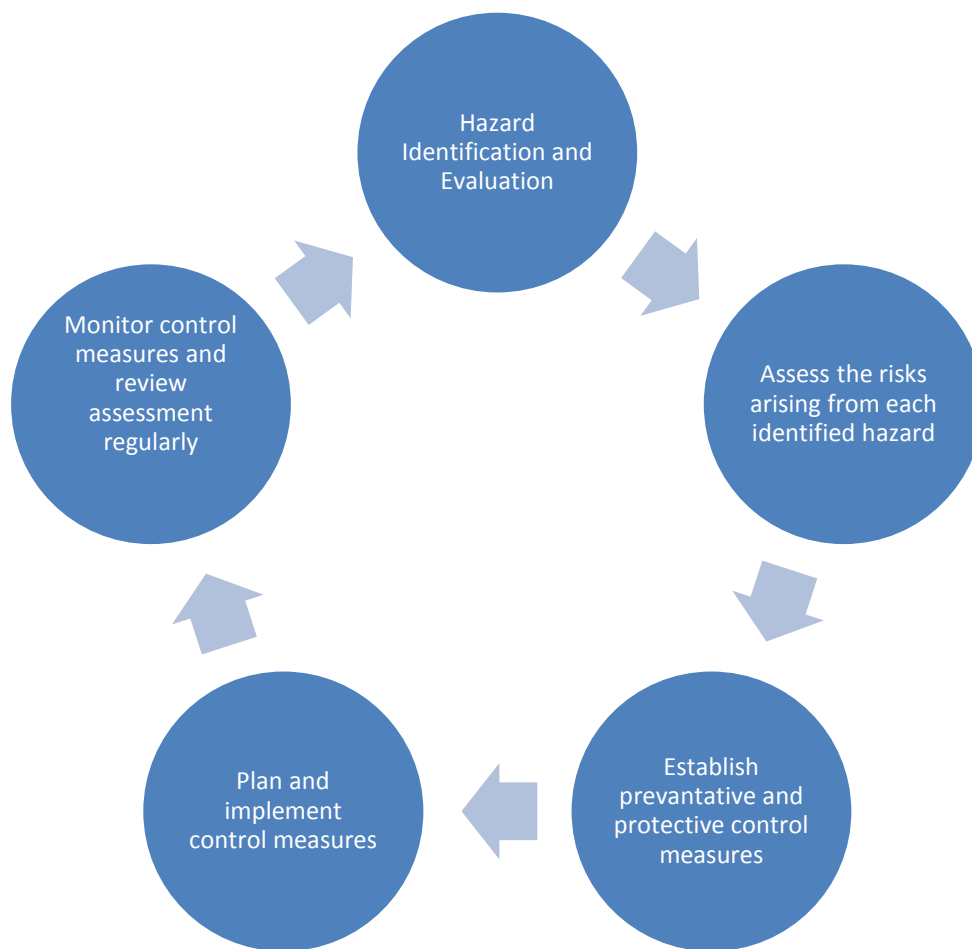 Hazard
Identification and
Evaluation
Assess the risks
arising from each
identified hazard
Establish
prevantative and
protective control
measures
Plan and
implement
control measures
Monitor control
measures and
review
assessment
regularly